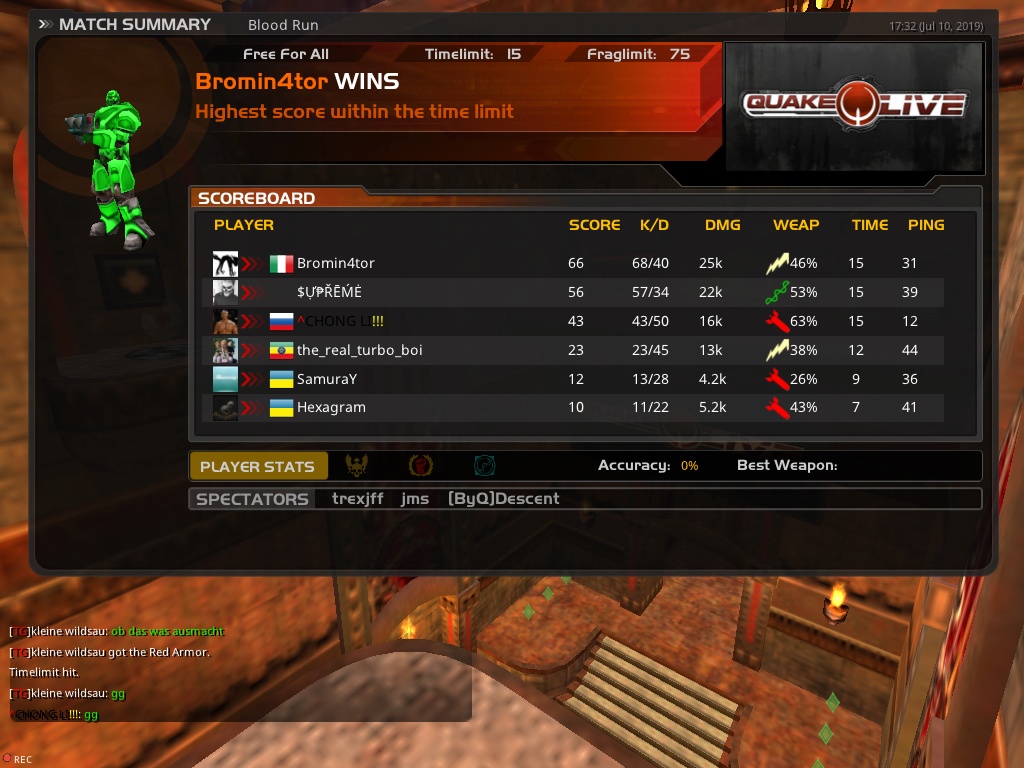 MATCH SUMMARY Blood Run 17:32 (Jul 10, 2019)
Free For All Timelimit: 15 Fraglimit: 75
Bromin4tor WINS
Highest score within the time limit
QUAKE LIVE
SCOREBOARD
PLAYER SCORE K/D DMG WEAP TIME PING
Bromin4tor 66 68/40 25k 46% 15 31
56 57/34 22k 53% 15 39
^CHONG LI!!! 43 43/50 16k 63% 15 12
the_real_turbo_boi 23 23/45 13k 38% 12 44
SamuraY 12 13/28 4.2k 26% 9 36
Hexagram 10 11/22 5.2k 43% 7 41
PLAYER STATS Accuracy: 0% Best Weapon:
SPECTATORS trexjff jms [ByQ]Descent
[TG]kleine wildsau: ob das was ausmacht
[TG]kleine wildsau got the Red Armor.
Timelimit hit.
[TG]kleine wildsau: gg
^CHONG LI!!!: gg
REC